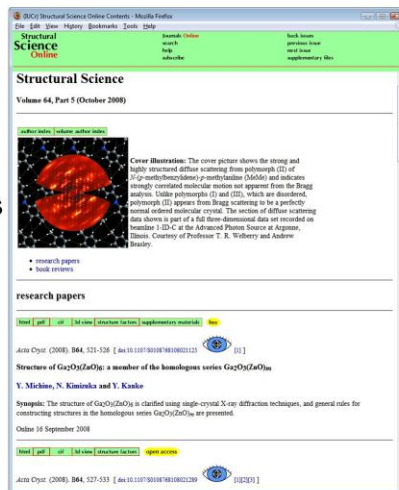 (IUCr) Structural Science Online Contents - Mozilla Firefox
File Edit View History Bookmarks Tools Help
Structural
Science
Online
Journals Online
search
help
subscribe
back issues
previous issue
next issue
supplementary files
Structural Science
Volume 64, Part 5 (October 2008)
author index volume author index
Cover illustration: The cover picture shows the strong and
highly structured diffuse scattering from polymorph (II) of
N-(p-methylbenzylidene)-p-methylaniline (MeMe) and indicates
strongly correlated molecular motion not apparent from the Bragg
analysis. Unlike polymorphs (I) and (III), which are disordered,
polymorph (II) appears from Bragg scattering to be a perfectly
normal ordered molecular crystal. The section of diffuse scattering
data shown is part of a full three-dimensional data set recorded on
beamline 1-ID-C at the Advanced Photon Source at Argonne,
Illinois. Courtesy of Professor T. R. Welberry and Andrew
Beasley.
research papers
book reviews
research papers
html pdf cif 3d view structure factors supplementary materials free
Acta Cryst. (2008). B64, 521-526 [ doi:10.1107/S0108768108021125 [1] ]
Structure of Ga2O3(ZnO)6: a member of the homologous series Ga2O3(ZnO)m
Y. Michiue, N. Kimizuka and Y. Kanke
Synopsis: The structure of Ga2O3(ZnO)6 is clarified using single-crystal X-ray diffraction techniques, and general rules for
constructing structures in the homologous series Ga2O3(ZnO)m are presented.
Online 16 September 2008
html pdf cif 3d view structure factors open access
Acta Cryst. (2008). B64, 527-533 [ doi:10.1107/S0108768108021289 [1][2][3] ]